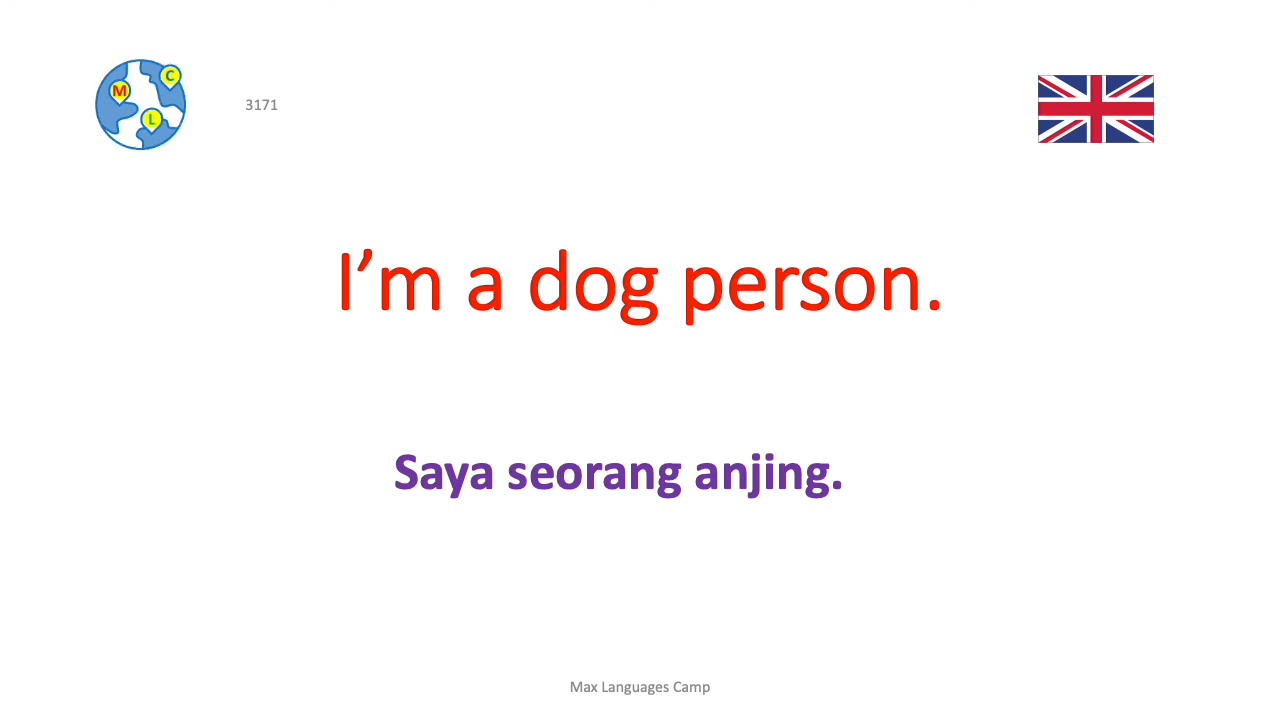 M
C
L
3171
I’m a dog person.
Saya seorang anjing.
Max Languages Camp